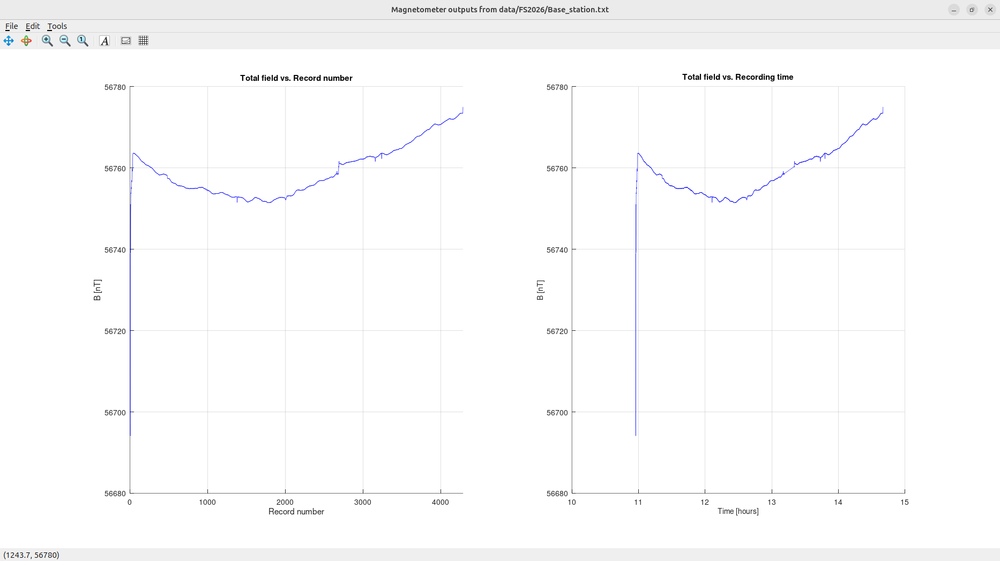 Magnetometer outputs from data/FS2026/Base_station.txt
File Edit Tools
A
Total field vs. Record number
56780
56760
56740
56720
56700
56680
B [nT]
0 1000 2000 3000 4000
Record number
Total field vs. Recording time
56780
56760
56740
56720
56700
56680
B [nT]
10 11 12 13 14 15
Time [hours]
(1243.7, 56780)